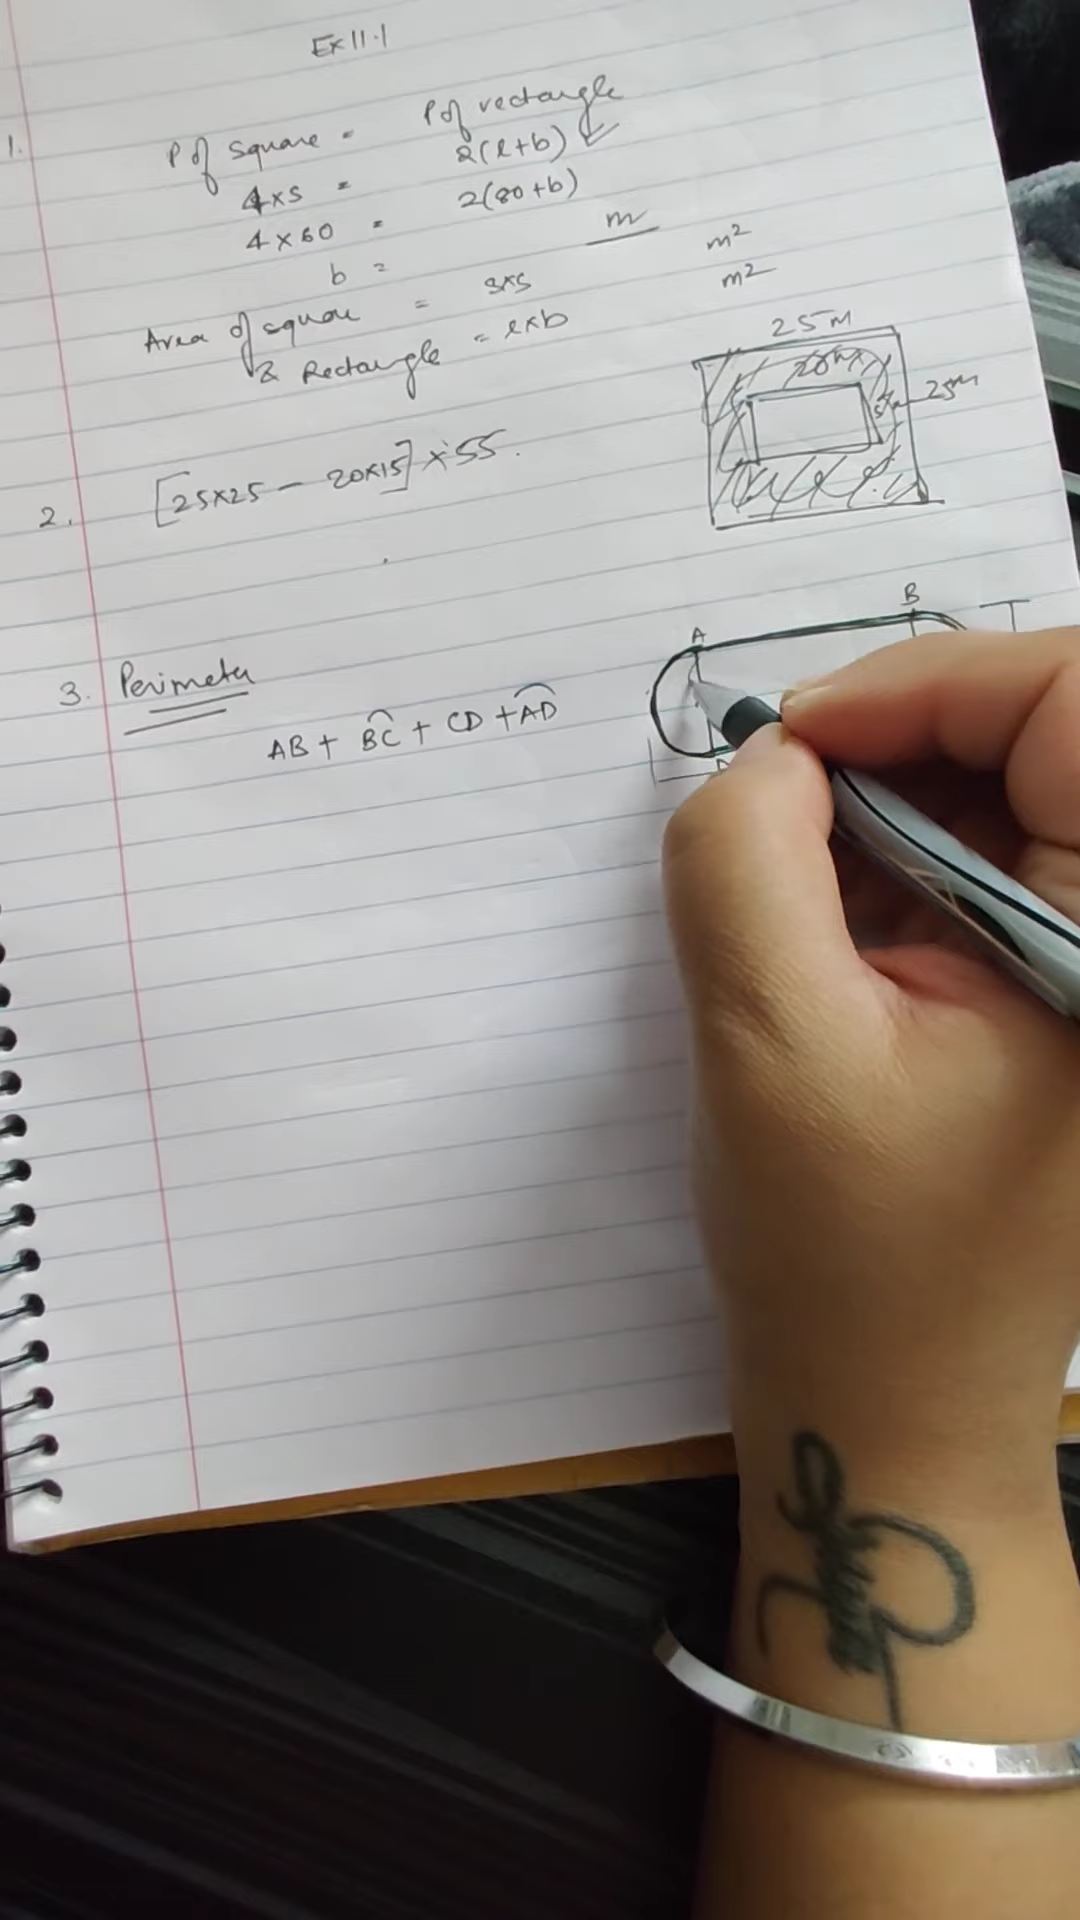 Ex 11.1
1. P of square = P of rectangle
4×S = 2(l+b)
4×60 = 2(80+b)
b = m
Area of square = S×S m²
& Rectangle = l×b m²
25M
25M
2. [25×25 – 20×15] × 55.
A B
3. Perimeter
AB + BC + CD + AD